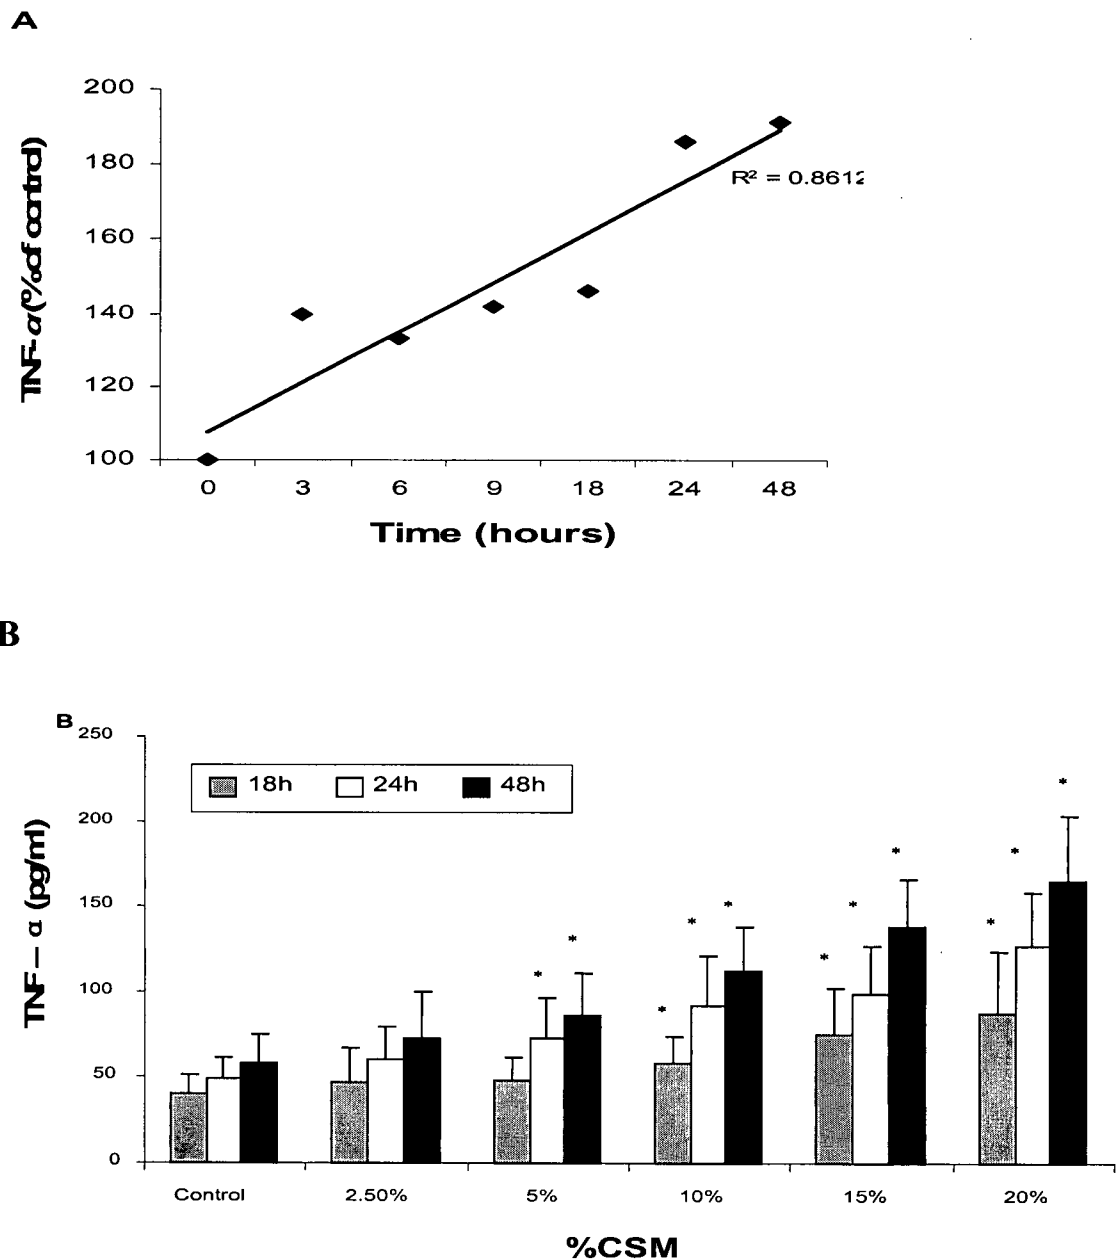 A
200
180
160
140
120
100
TNF-α(% of control)
R² = 0.8612
0 3 6 9 18 24 48
Time (hours)
B
B
250
200
150
100
50
0
TNF– α (pg/ml)
18h 24h 48h
* * * * * * * * * * *
Control 2.50% 5% 10% 15% 20%
%CSM